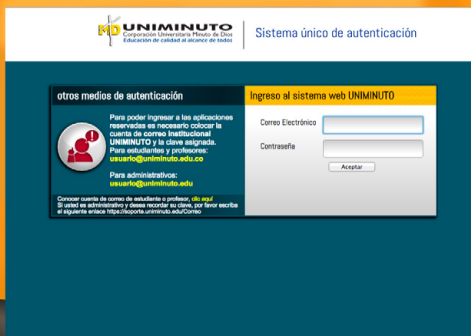 MD UNIMINUTO
Corporación Universitaria Minuto de Dios
Educación de calidad al alcance de todos
Sistema único de autenticación
otros medios de autenticación
Para poder ingresar a las aplicaciones
reservadas es necesario colocar la
cuenta de correo institucional
UNIMINUTO y la clave asignada.
Para estudiantes y profesores:
usuario@uniminuto.edu.co
Para administrativos:
usuario@uniminuto.edu
Conocer cuenta de correo de estudiante o profesor, clic aquí
Si usted es administrativo y desea recordar su clave, por favor escriba
el siguiente enlace https://soporte.uniminuto.edu/Correo
Ingreso al sistema web UNIMINUTO
Correo Electrónico
Contraseña
Aceptar